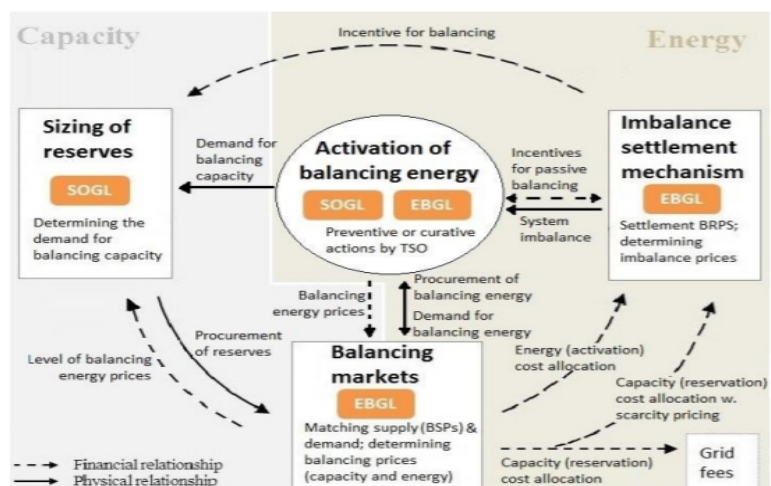 Capacity
Energy
Incentive for balancing
Sizing of
reserves
SOGL
Determining the
demand for
balancing capacity
Demand for
balancing
capacity
Activation of
balancing energy
SOGL
EBGL
Preventive or curative
actions by TSO
Incentives
for passive
balancing
System
imbalance
Imbalance
settlement
mechanism
EBGL
Settlement BRPS;
determining
imbalance prices
Balancing
energy prices
Procurement of
balancing energy
Demand for
balancing energy
Procurement
of reserves
Level of balancing
energy prices
Balancing
markets
EBGL
Matching supply (BSPs) &
demand; determining
balancing prices
(capacity and energy)
Energy (activation)
cost allocation
Capacity (reservation)
cost allocation w.
scarcity pricing
Capacity (reservation)
cost allocation
Grid
fees
Financial relationship
Physical relationship